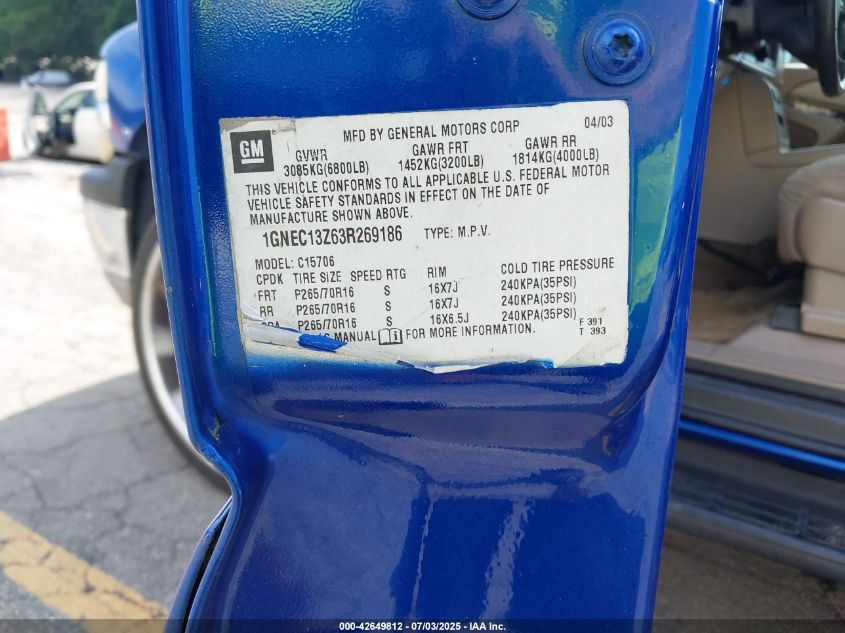 MFD BY GENERAL MOTORS CORP 04/03
GM
GVWR GAWR FRT GAWR RR
3085KG(6800LB) 1452KG(3200LB) 1814KG(4000LB)
THIS VEHICLE CONFORMS TO ALL APPLICABLE U.S. FEDERAL MOTOR
VEHICLE SAFETY STANDARDS IN EFFECT ON THE DATE OF
MANUFACTURE SHOWN ABOVE.
1GNEC13Z63R269186 TYPE: M.P.V.
MODEL: C15706
CPDK TIRE SIZE SPEED RTG RIM COLD TIRE PRESSURE
FRT P265/70R16 S 16X7J 240KPA(35PSI)
RR P265/70R16 S 16X7J 240KPA(35PSI)
P265/70R16 S 16X6.5J 240KPA(35PSI)
MANUAL FOR MORE INFORMATION.
F 391
T 393
000-42649812 - 07/03/2025 - IAA Inc.